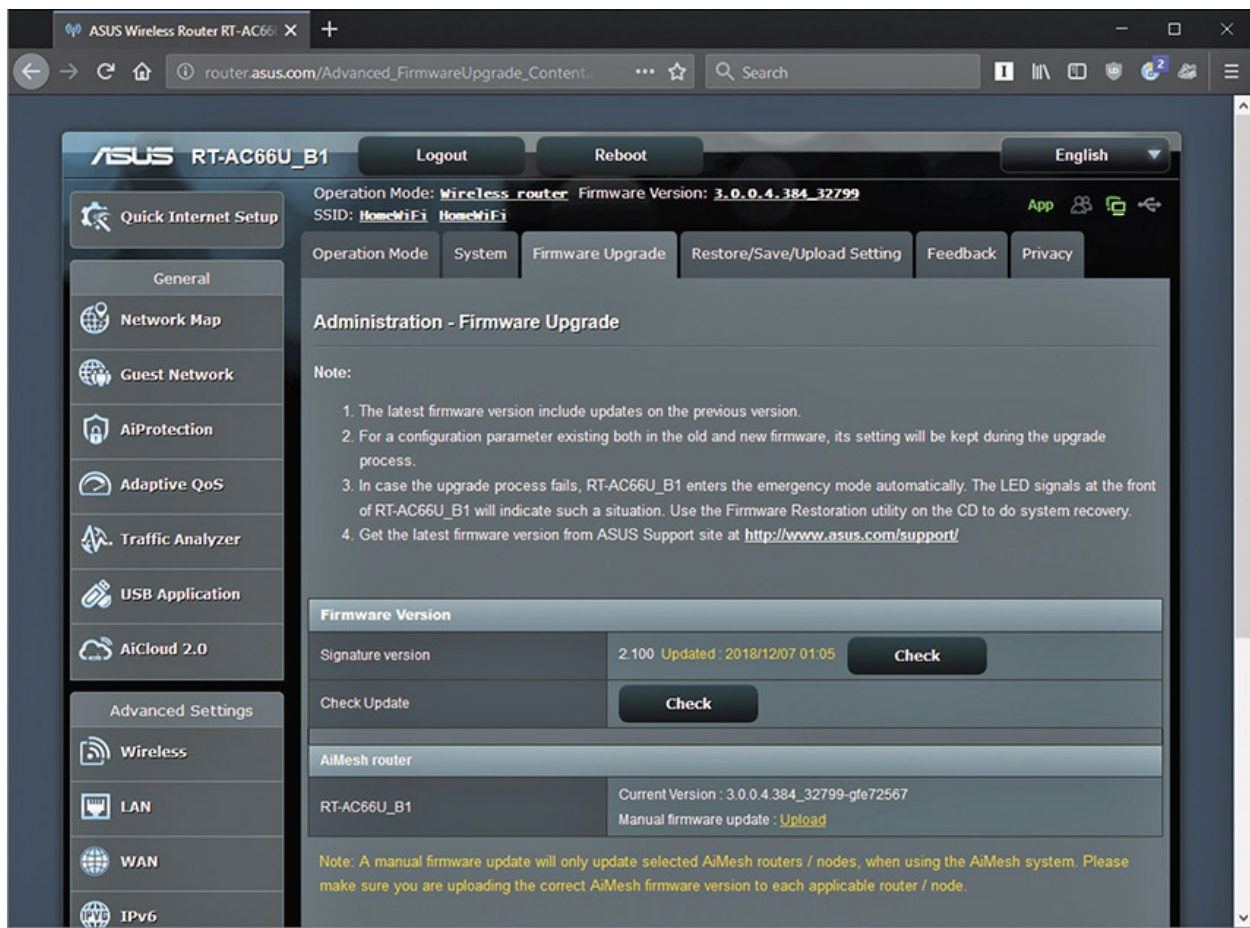 ASUS Wireless Router RT-AC66
router.asus.com/Advanced_FirmwareUpgrade_Content..
Search
2
ASUS RT-AC66U_B1
Logout
Reboot
English
Quick Internet Setup
Operation Mode: Wireless router Firmware Version: 3.0.0.4.384_32799
SSID: HomeWiFi HomeWiFi
App
Operation Mode
System
Firmware Upgrade
Restore/Save/Upload Setting
Feedback
Privacy
General
Network Map
Guest Network
AiProtection
Adaptive QoS
Traffic Analyzer
USB Application
AiCloud 2.0
Advanced Settings
Wireless
LAN
WAN
IPv6
Administration - Firmware Upgrade
Note:
1. The latest firmware version include updates on the previous version.
2. For a configuration parameter existing both in the old and new firmware, its setting will be kept during the upgrade
process.
3. In case the upgrade process fails, RT-AC66U_B1 enters the emergency mode automatically. The LED signals at the front
of RT-AC66U_B1 will indicate such a situation. Use the Firmware Restoration utility on the CD to do system recovery.
4. Get the latest firmware version from ASUS Support site at http://www.asus.com/support/
Firmware Version
Signature version
2.100 Updated : 2018/12/07 01:05
Check
Check Update
Check
AiMesh router
RT-AC66U_B1
Current Version : 3.0.0.4.384_32799-gfe72567
Manual firmware update : Upload
Note: A manual firmware update will only update selected AiMesh routers / nodes, when using the AiMesh system. Please
make sure you are uploading the correct AiMesh firmware version to each applicable router / node.